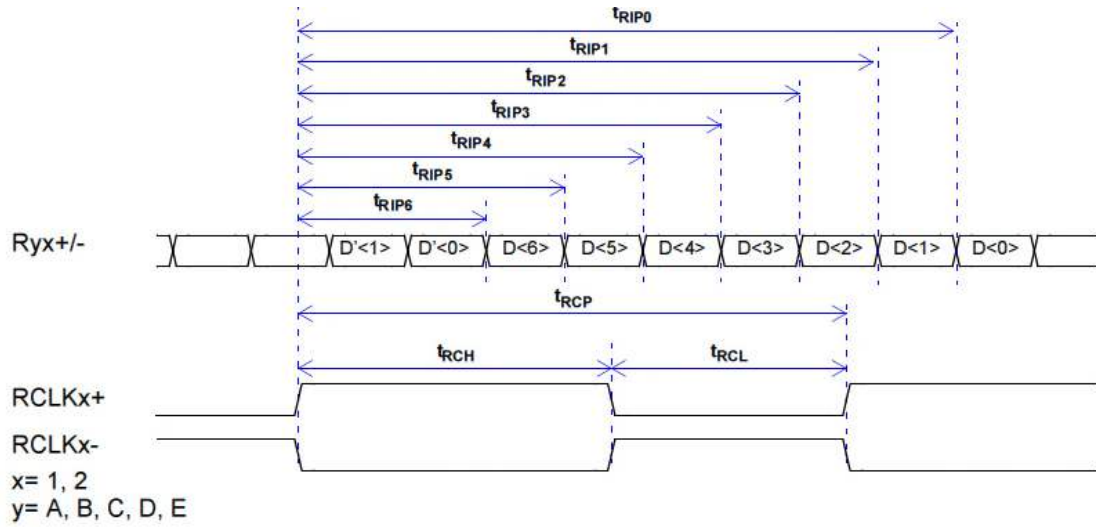 tRIP0
tRIP1
tRIP2
tRIP3
tRIP4
tRIP5
tRIP6
Ryx+/- D'<1> D'<0> D<6> D<5> D<4> D<3> D<2> D<1> D<0>
tRCP
tRCH tRCL
RCLKx+
RCLKx-
x= 1, 2
y= A, B, C, D, E